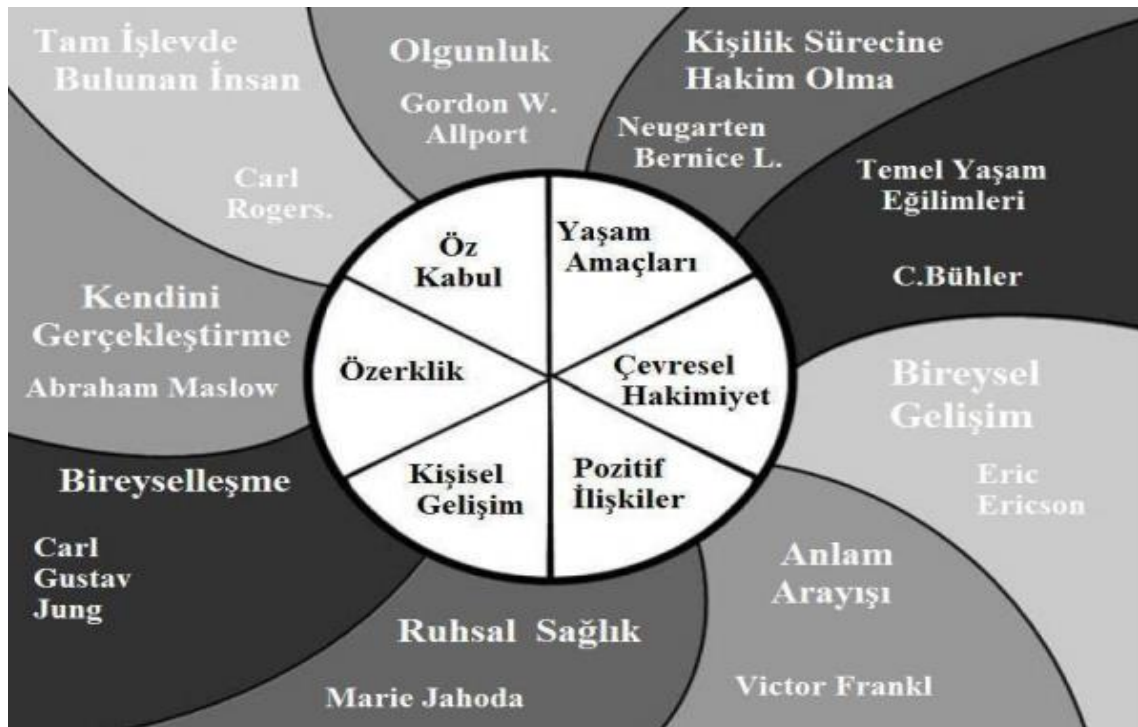 Tam İşlevde
Bulunan İnsan
Carl
Rogers.
Olgunluk
Gordon W.
Allport
Kişilik Sürecine
Hakim Olma
Neugarten
Bernice L.
Temel Yaşam
Eğilimleri
C.Bühler
Bireysel
Gelişim
Eric
Ericson
Anlam
Arayışı
Victor Frankl
Ruhsal Sağlık
Marie Jahoda
Bireyselleşme
Carl
Gustav
Jung
Kendini
Gerçekleştirme
Abraham Maslow
Öz
Kabul
Yaşam
Amaçları
Çevresel
Hakimiyet
Pozitif
İlişkiler
Kişisel
Gelişim
Özerklik